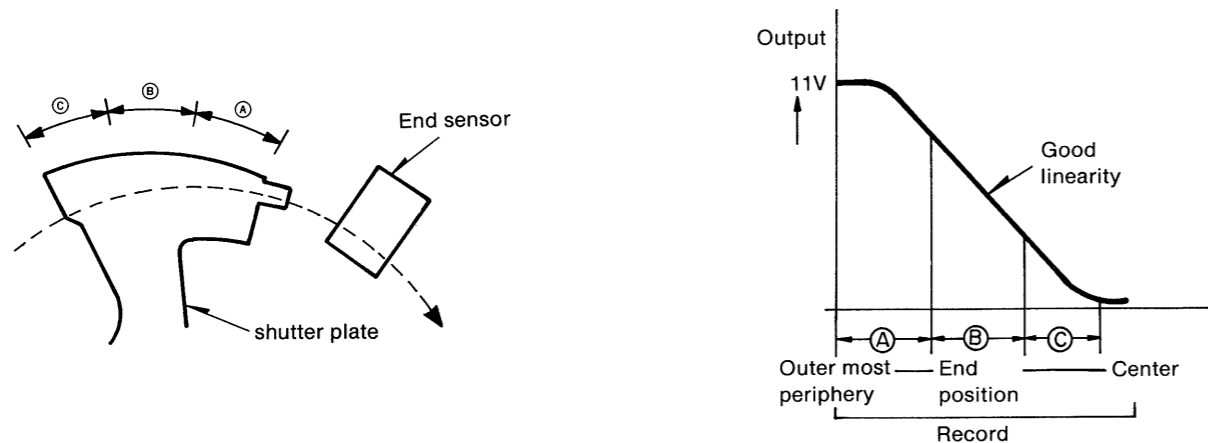 Ⓒ
Ⓑ
Ⓐ
End sensor
shutter plate
Output
11V
Good
linearity
Ⓐ
Ⓑ
Ⓒ
Outer most
periphery
End
position
Center
Record